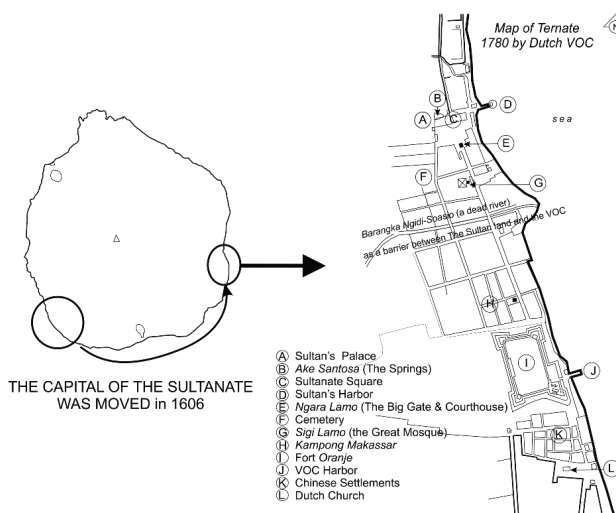 Map of Ternate
1780 by Dutch VOC
N
B
A
C
D
sea
E
F
G
Barangka Ngidi-Soasio (a dead river)
as a barrier between The Sultan land and the VOC
H
I
J
K
L
THE CAPITAL OF THE SULTANATE
WAS MOVED in 1606
A Sultan's Palace
B Ake Santosa (The Springs)
C Sultanate Square
D Sultan's Harbor
E Ngara Lamo (The Big Gate & Courthouse)
F Cemetery
G Sigi Lamo (the Great Mosque)
H Kampong Makassar
I Fort Oranje
J VOC Harbor
K Chinese Settlements
L Dutch Church